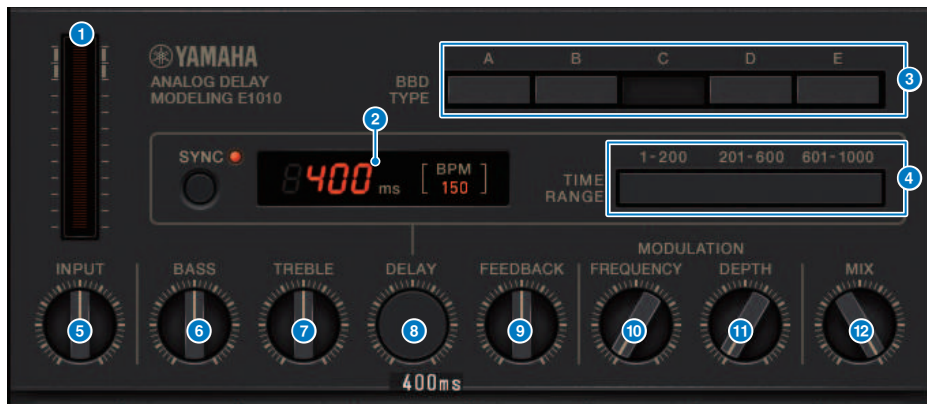 1
YAMAHA
ANALOG DELAY
MODELING E1010
BBD
TYPE
A B C D E
3
2
SYNC
400 ms [ BPM 150 ]
TIME
RANGE
1-200 201-600 601-1000
4
MODULATION
INPUT BASS TREBLE DELAY FEEDBACK FREQUENCY DEPTH MIX
5 6 7 8 9 10 11 12
400ms